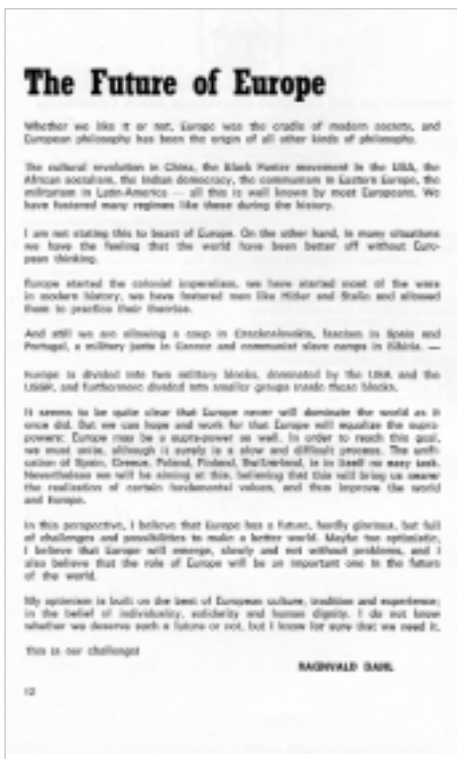 The Future of Europe
Whether we like it or not, Europe was the cradle of modern society, and
European philosophy has been the origin of all other kinds of philosophy.
The cultural revolution in China, the Black Panter movement in the USA, the
African socialism, the Indian democracy, the communism in Eastern Europe, the
militarism in Latin-America — all this is well known by most Europeans. We
have fostered many regimes like these during the history.
I am not stating this to boast of Europe. On the other hand, in many situations
we have the feeling that the world have been better off without Euro-
pean thinking.
Europe started the colonial imperialism, we have started most of the wars
in modern history, we have fostered men like Hitler and Stalin and allowed
them to practice their theories.
And still we are allowing a coup in Czechoslovakia, fascism in Spain and
Portugal, a military junta in Greece and communist slave camps in Sibiria. —
Europe is divided into two military blocks, dominated by the USA and the
USSR, and furthermore divided into smaller groups inside these blocks.
It seems to be quite clear that Europe never will dominate the world as it
once did. But we can hope and work for that Europe will equalize the supra-
powers: Europe may be a supra-power as well. In order to reach this goal,
we must unite, although it surely is a slow and difficult process. The unifi-
cation of Spain, Greece, Poland, Finland, Switzerland, is in itself no easy task.
Nevertheless we will be aiming at this, believing that this will bring us nearer
the realisation of certain fundamental values, and thus improve the world
and Europe.
In this perspective, I believe that Europe has a future, hardly glorious, but full
of challenges and possibilities to make a better world. Maybe too optimistic,
I believe that Europe will emerge, slowly and not without problems, and I
also believe that the role of Europe will be an important one in the future
of the world.
My optimism is built on the best of European culture, tradition and experience;
in the belief of individuality, solidarity and human dignity. I do not know
whether we deserve such a future or not, but I know for sure that we need it.
This is our challenge!
RAGNVALD DAHL
12